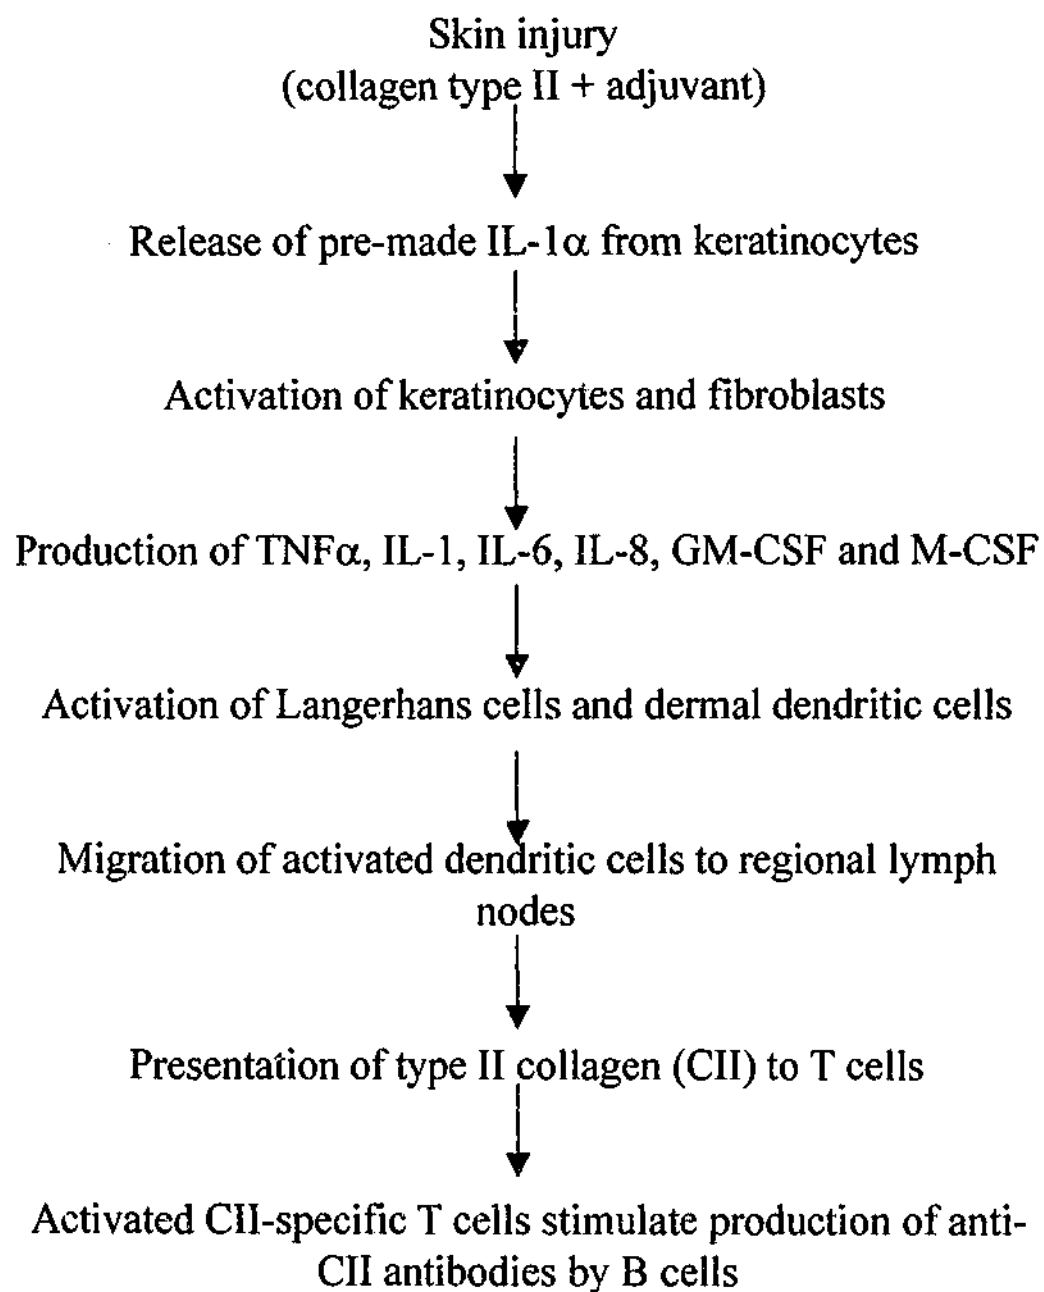 Skin injury
(collagen type II + adjuvant)
Release of pre-made IL-1α from keratinocytes
Activation of keratinocytes and fibroblasts
Production of TNFα, IL-1, IL-6, IL-8, GM-CSF and M-CSF
Activation of Langerhans cells and dermal dendritic cells
Migration of activated dendritic cells to regional lymph
nodes
Presentation of type II collagen (CII) to T cells
Activated CII-specific T cells stimulate production of anti-
CII antibodies by B cells